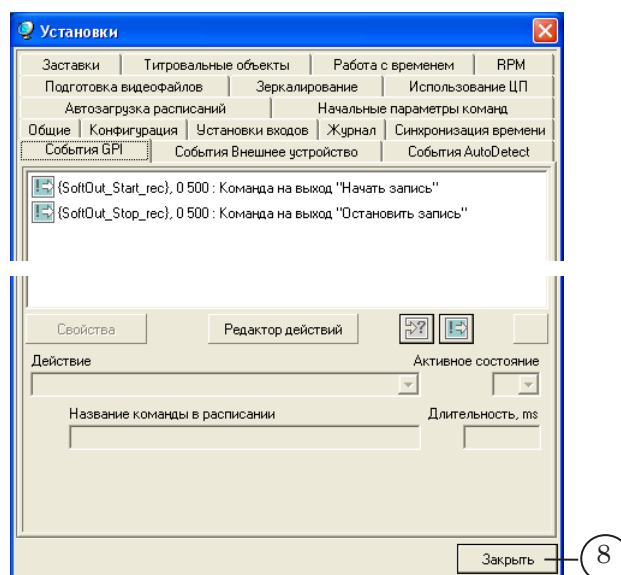 Установки
Заставки Титровальные объекты Работа с временем RPM
Подготовка видеофайлов Зеркалирование Использование ЦП
Автозагрузка расписаний Начальные параметры команд
Общие Конфигурация Установки входов Журнал Синхронизация времени
События GPI События Внешнее устройство События AutoDetect
{SoftOut_Start_rec}, 0 500 : Команда на выход "Начать запись"
{SoftOut_Stop_rec}, 0 500 : Команда на выход "Остановить запись"
Свойства Редактор действий
Действие Активное состояние
Название команды в расписании Длительность, ms
Закрыть 8